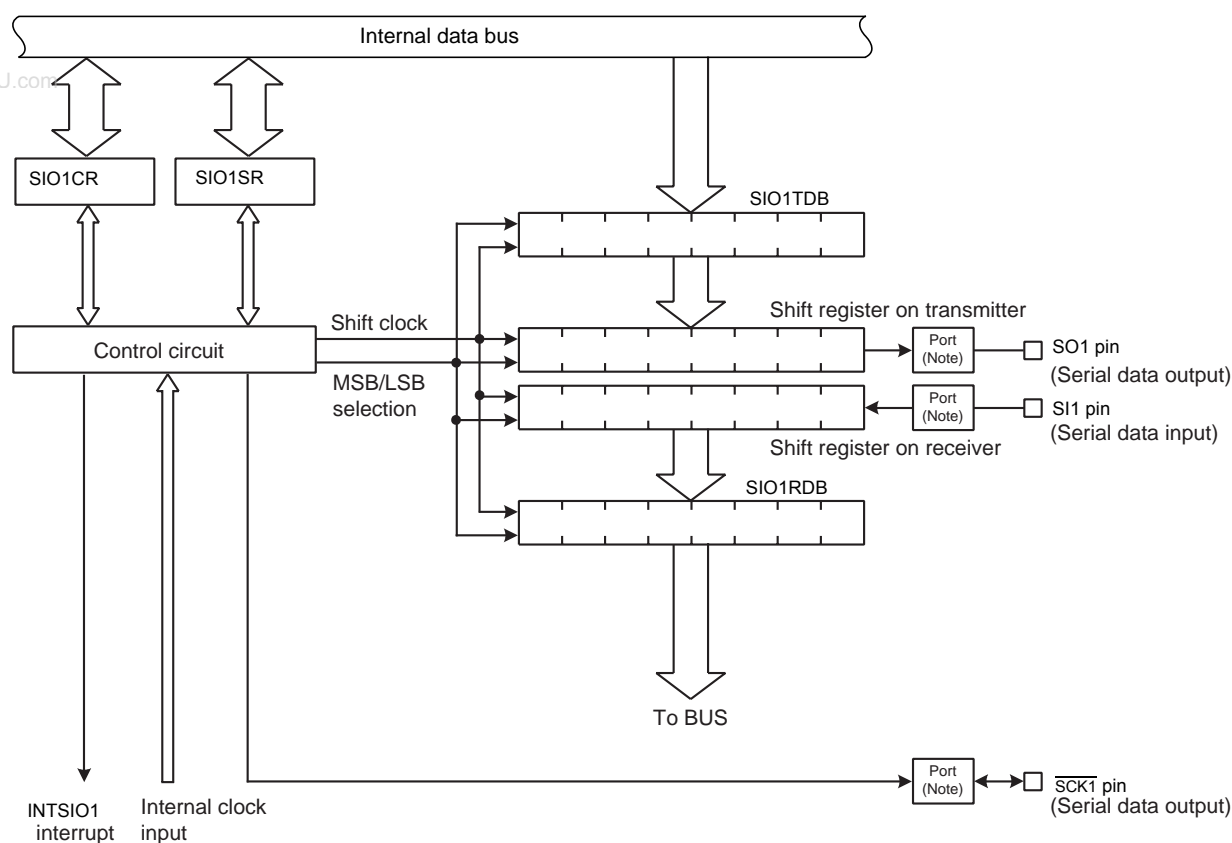 Internal data bus
U.com
SIO1CR
SIO1SR
SIO1TDB
Shift register on transmitter
Shift clock
Control circuit
MSB/LSB
selection
Port
(Note)
SO1 pin
(Serial data output)
Port
(Note)
SI1 pin
(Serial data input)
Shift register on receiver
SIO1RDB
To BUS
Port
(Note)
SCK1 pin
(Serial data output)
INTSIO1
interrupt
Internal clock
input